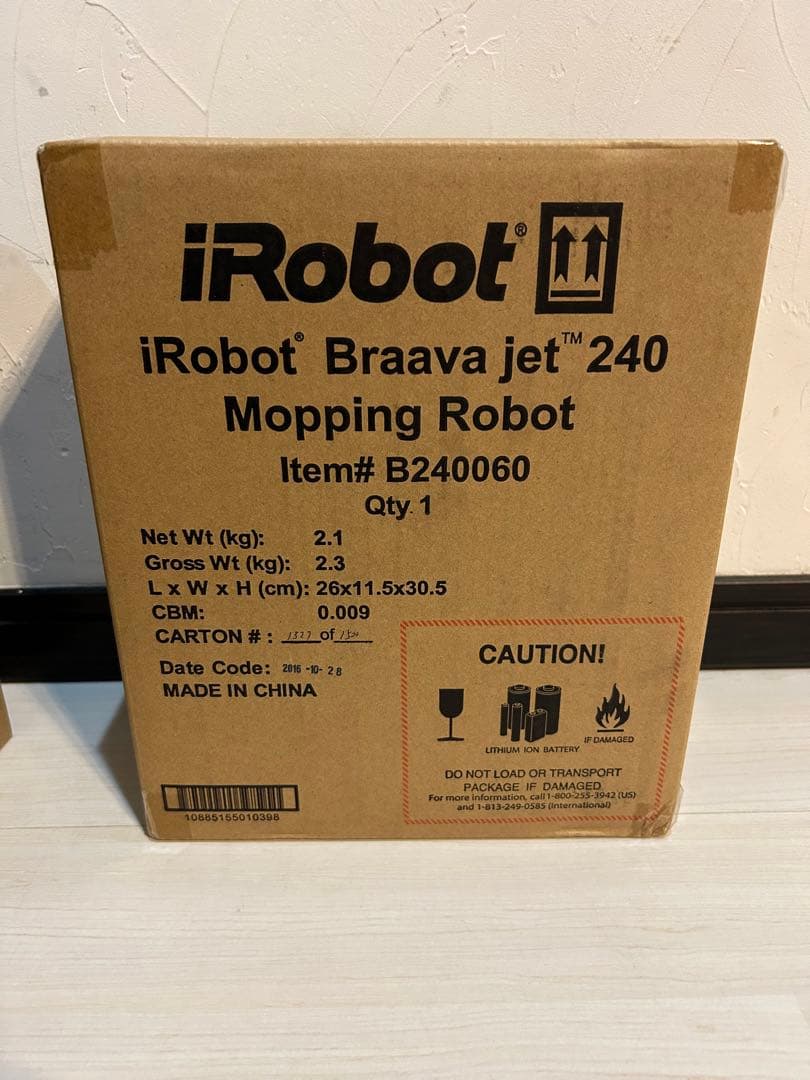 iRobot®
iRobot® Braava jet™ 240
Mopping Robot
Item# B240060
Qty. 1
Net Wt (kg): 2.1
Gross Wt (kg): 2.3
L x W x H (cm): 26x11.5x30.5
CBM: 0.009
CARTON # : 1327 of
Date Code: 2016-10-28
MADE IN CHINA
10885155010398
CAUTION!
LITHIUM ION BATTERY
IF DAMAGED
DO NOT LOAD OR TRANSPORT
PACKAGE IF DAMAGED
For more information, call 1-800-255-3942 (US)
and 1-813-249-0585 (International)